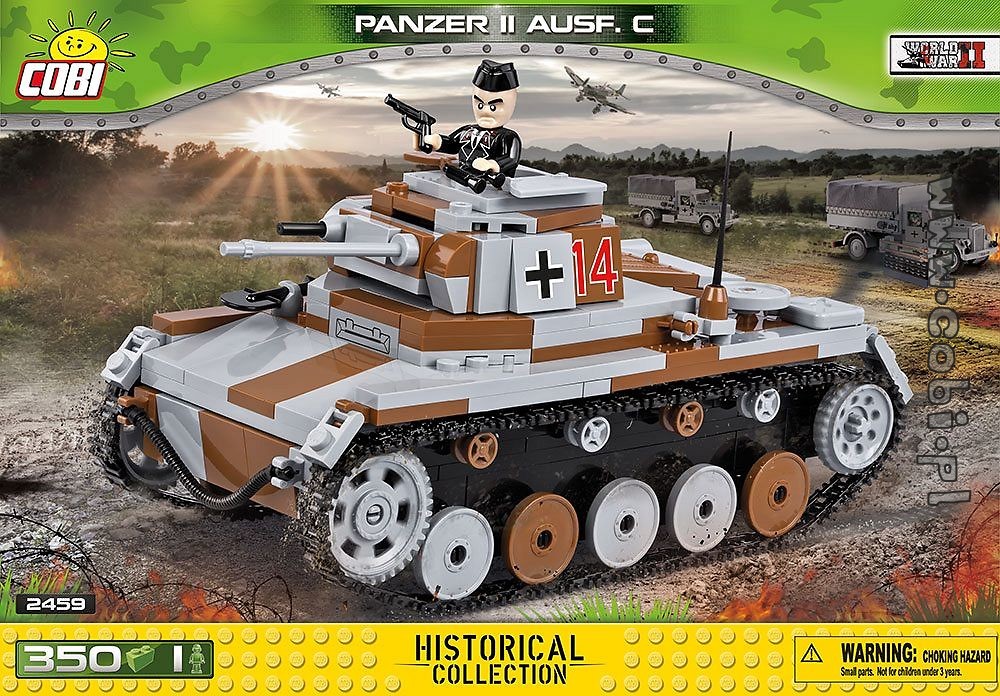 PANZER II AUSF. C
COBI
WORLD WAR II
14
www.cobi.pl
2459
350 1
HISTORICAL
COLLECTION
WARNING: CHOKING HAZARD
Small parts. Not for children under 3 years.